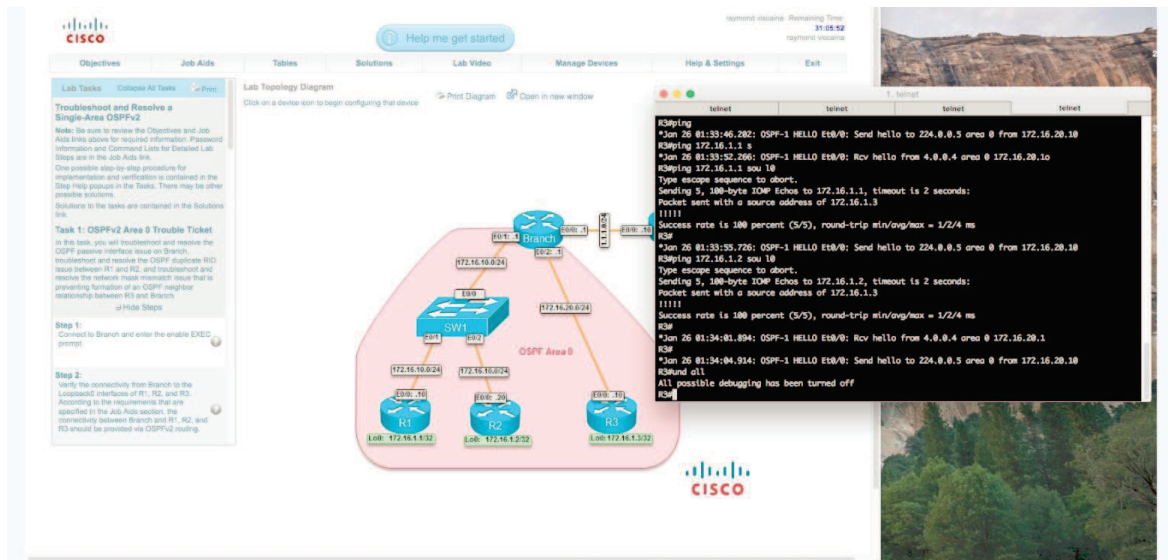 CISCO
Help me get started
raymond viscaina Remaining Time
31:05:52
raymond viscaina
Objectives
Job Aids
Tables
Solutions
Lab Video
Manage Devices
Help & Settings
Exit
Lab Tasks
Collapse All Tasks
Print
Troubleshoot and Resolve a
Single-Area OSPFv2
Note: Be sure to review the Objectives and Job
Aids links above for required information. Password
Information and Command Lists for Detailed Lab
Steps are in the Job Aids link.
One possible step-by-step procedure for
implementation and verification is contained in the
Step Help popups in the Tasks. There may be other
possible solutions.
Solutions to the tasks are contained in the Solutions
link.
Task 1: OSPFv2 Area 0 Trouble Ticket
In this task, you will troubleshoot and resolve the
OSPF passive interface issue on Branch,
troubleshoot and resolve the OSPF duplicate RID
issue between R1 and R2, and troubleshoot and
resolve the network mask mismatch issue that is
preventing formation of an OSPF neighbor
relationship between R3 and Branch.
Hide Steps
Step 1:
Connect to Branch and enter the enable EXEC
prompt.
Step 2:
Verify the connectivity from Branch to the
Loopback0 interfaces of R1, R2, and R3.
According to the requirements that are
specified in the Job Aids section, the
connectivity between Branch and R1, R2, and
R3 should be provided via OSPFv2 routing.
Lab Topology Diagram
Click on a device icon to begin configuring that device
Print Diagram
Open in new window
E0/1: .1
Branch
E0/0: .1
1.1.1.0/24
E0/0: .10
E0/2: .1
172.16.10.0/24
E0/0
SW1
172.16.20.0/24
E0/1
E0/2
OSPF Area 0
172.16.10.0/24
172.16.10.0/24
E0/0: .10
E0/0: .20
E0/0: .10
R1
R2
R3
Lo0: 172.16.1.1/32
Lo0: 172.16.1.2/32
Lo0: 172.16.1.3/32
CISCO
1. telnet
telnet
telnet
telnet
telnet
R3#ping
*Jan 26 01:33:46.202: OSPF-1 HELLO Et0/0: Send hello to 224.0.0.5 area 0 from 172.16.20.10
R3#ping 172.16.1.1 s
*Jan 26 01:33:52.266: OSPF-1 HELLO Et0/0: Rcv hello from 4.0.0.4 area 0 172.16.20.1o
R3#ping 172.16.1.1 sou l0
Type escape sequence to abort.
Sending 5, 100-byte ICMP Echos to 172.16.1.1, timeout is 2 seconds:
Packet sent with a source address of 172.16.1.3
!!!!!
Success rate is 100 percent (5/5), round-trip min/avg/max = 1/2/4 ms
R3#
*Jan 26 01:33:55.726: OSPF-1 HELLO Et0/0: Send hello to 224.0.0.5 area 0 from 172.16.20.10
R3#ping 172.16.1.2 sou l0
Type escape sequence to abort.
Sending 5, 100-byte ICMP Echos to 172.16.1.2, timeout is 2 seconds:
Packet sent with a source address of 172.16.1.3
!!!!!
Success rate is 100 percent (5/5), round-trip min/avg/max = 1/2/4 ms
R3#
*Jan 26 01:34:01.894: OSPF-1 HELLO Et0/0: Rcv hello from 4.0.0.4 area 0 172.16.20.1
R3#
*Jan 26 01:34:04.914: OSPF-1 HELLO Et0/0: Send hello to 224.0.0.5 area 0 from 172.16.20.10
R3#und all
All possible debugging has been turned off
R3#